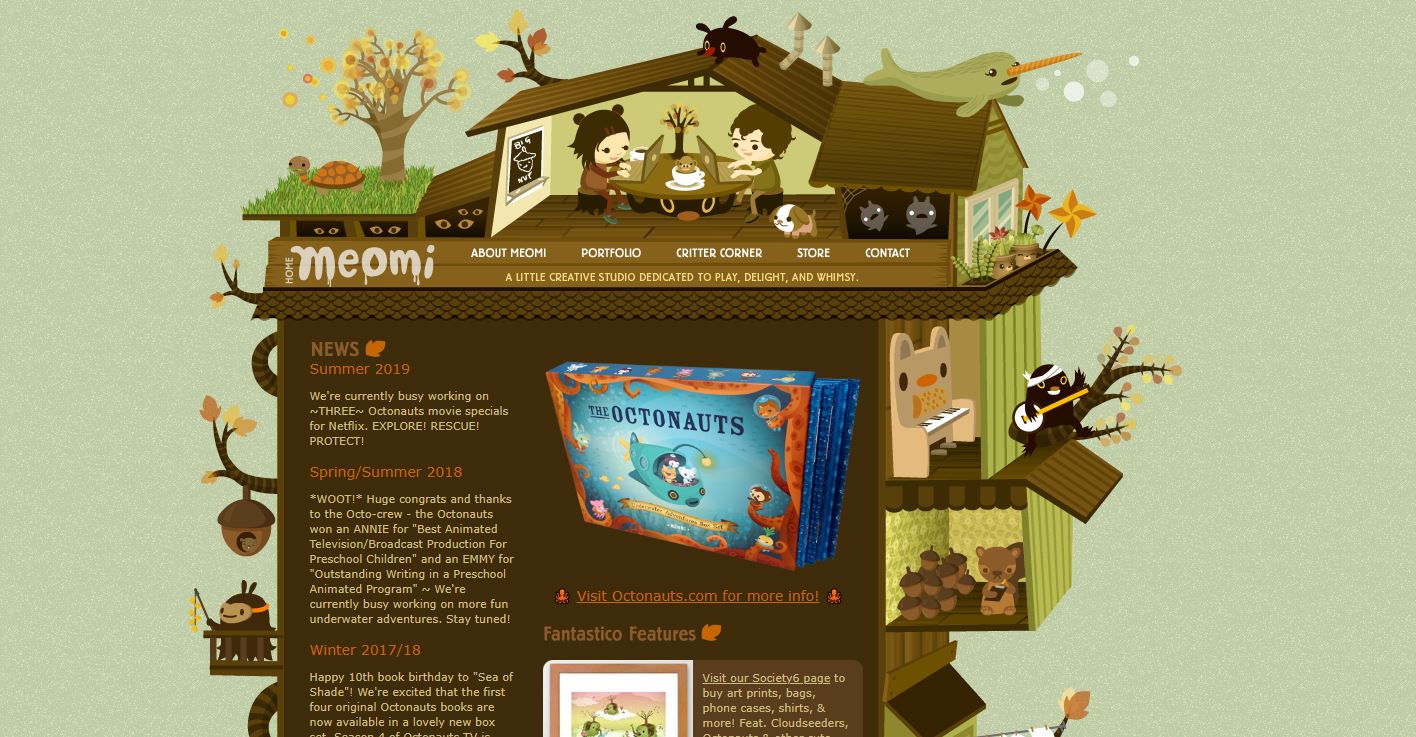 BIG
NUT
HOME
meomi
ABOUT MEOMI PORTFOLIO CRITTER CORNER STORE CONTACT
A LITTLE CREATIVE STUDIO DEDICATED TO PLAY, DELIGHT, AND WHIMSY.
NEWS
Summer 2019
We're currently busy working on
~THREE~ Octonauts movie specials
for Netflix. EXPLORE! RESCUE!
PROTECT!
Spring/Summer 2018
*WOOT!* Huge congrats and thanks
to the Octo-crew - the Octonauts
won an ANNIE for "Best Animated
Television/Broadcast Production For
Preschool Children" and an EMMY for
"Outstanding Writing in a Preschool
Animated Program" ~ We're
currently busy working on more fun
underwater adventures. Stay tuned!
Winter 2017/18
Happy 10th book birthday to "Sea of
Shade"! We're excited that the first
four original Octonauts books are
now available in a lovely new box
set. Season 4 of Octonauts TV is
THE OCTONAUTS
Underwater Adventures Box Set
MEOMI
Visit Octonauts.com for more info!
Fantastico Features
Visit our Society6 page to
buy art prints, bags,
phone cases, shirts, &
more! Feat. Cloudseeders,
Octonauts & other cute